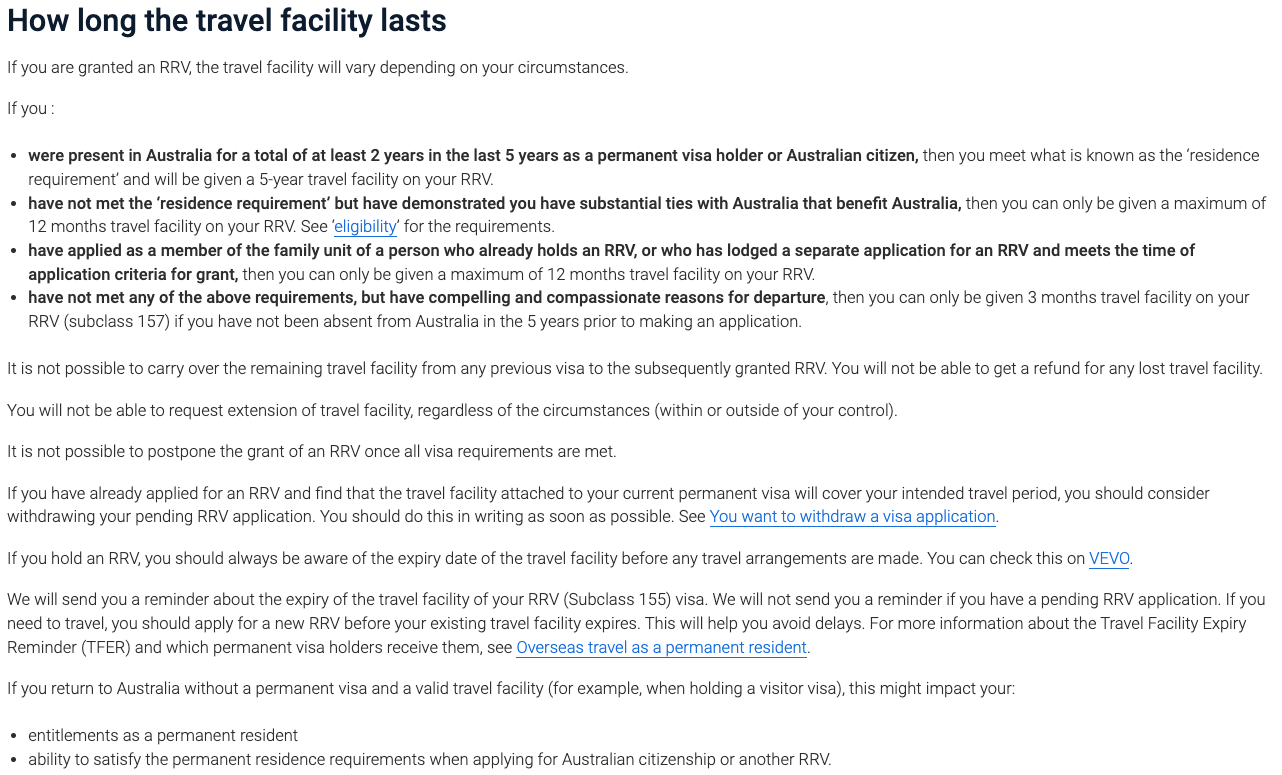 How long the travel facility lasts
If you are granted an RRV, the travel facility will vary depending on your circumstances.
If you :
• were present in Australia for a total of at least 2 years in the last 5 years as a permanent visa holder or Australian citizen, then you meet what is known as the ‘residence
requirement’ and will be given a 5-year travel facility on your RRV.
• have not met the ‘residence requirement’ but have demonstrated you have substantial ties with Australia that benefit Australia, then you can only be given a maximum of
12 months travel facility on your RRV. See ‘eligibility’ for the requirements.
• have applied as a member of the family unit of a person who already holds an RRV, or who has lodged a separate application for an RRV and meets the time of
application criteria for grant, then you can only be given a maximum of 12 months travel facility on your RRV.
• have not met any of the above requirements, but have compelling and compassionate reasons for departure, then you can only be given 3 months travel facility on your
RRV (subclass 157) if you have not been absent from Australia in the 5 years prior to making an application.
It is not possible to carry over the remaining travel facility from any previous visa to the subsequently granted RRV. You will not be able to get a refund for any lost travel facility.
You will not be able to request extension of travel facility, regardless of the circumstances (within or outside of your control).
It is not possible to postpone the grant of an RRV once all visa requirements are met.
If you have already applied for an RRV and find that the travel facility attached to your current permanent visa will cover your intended travel period, you should consider
withdrawing your pending RRV application. You should do this in writing as soon as possible. See You want to withdraw a visa application.
If you hold an RRV, you should always be aware of the expiry date of the travel facility before any travel arrangements are made. You can check this on VEVO.
We will send you a reminder about the expiry of the travel facility of your RRV (Subclass 155) visa. We will not send you a reminder if you have a pending RRV application. If you
need to travel, you should apply for a new RRV before your existing travel facility expires. This will help you avoid delays. For more information about the Travel Facility Expiry
Reminder (TFER) and which permanent visa holders receive them, see Overseas travel as a permanent resident.
If you return to Australia without a permanent visa and a valid travel facility (for example, when holding a visitor visa), this might impact your:
• entitlements as a permanent resident
• ability to satisfy the permanent residence requirements when applying for Australian citizenship or another RRV.